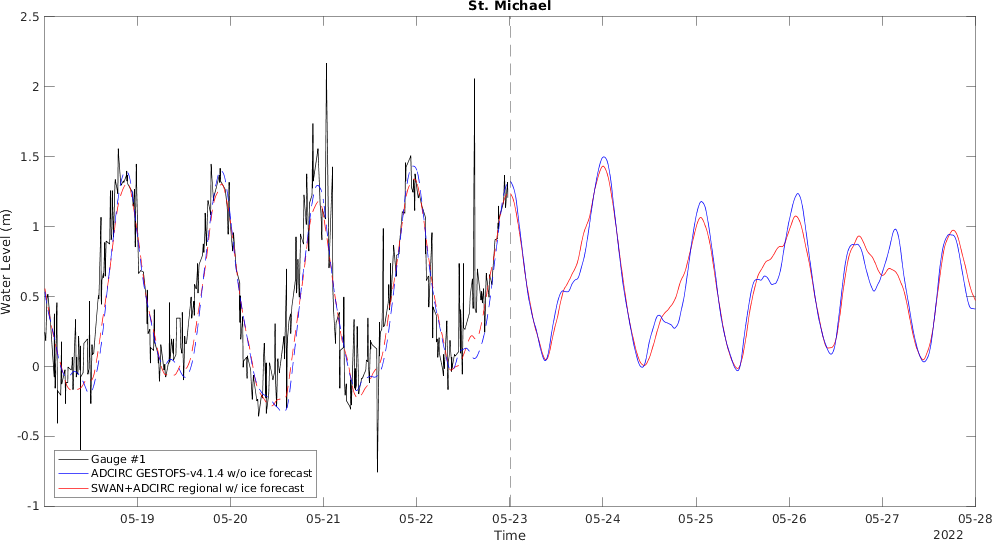 St. Michael
2.5
2
1.5
1
0.5
0
-0.5
-1
Water Level (m)
Gauge #1
ADCIRC GESTOFS-v4.1.4 w/o ice forecast
SWAN+ADCIRC regional w/ ice forecast
05-19 05-20 05-21 05-22 05-23 05-24 05-25 05-26 05-27 05-28
Time
2022